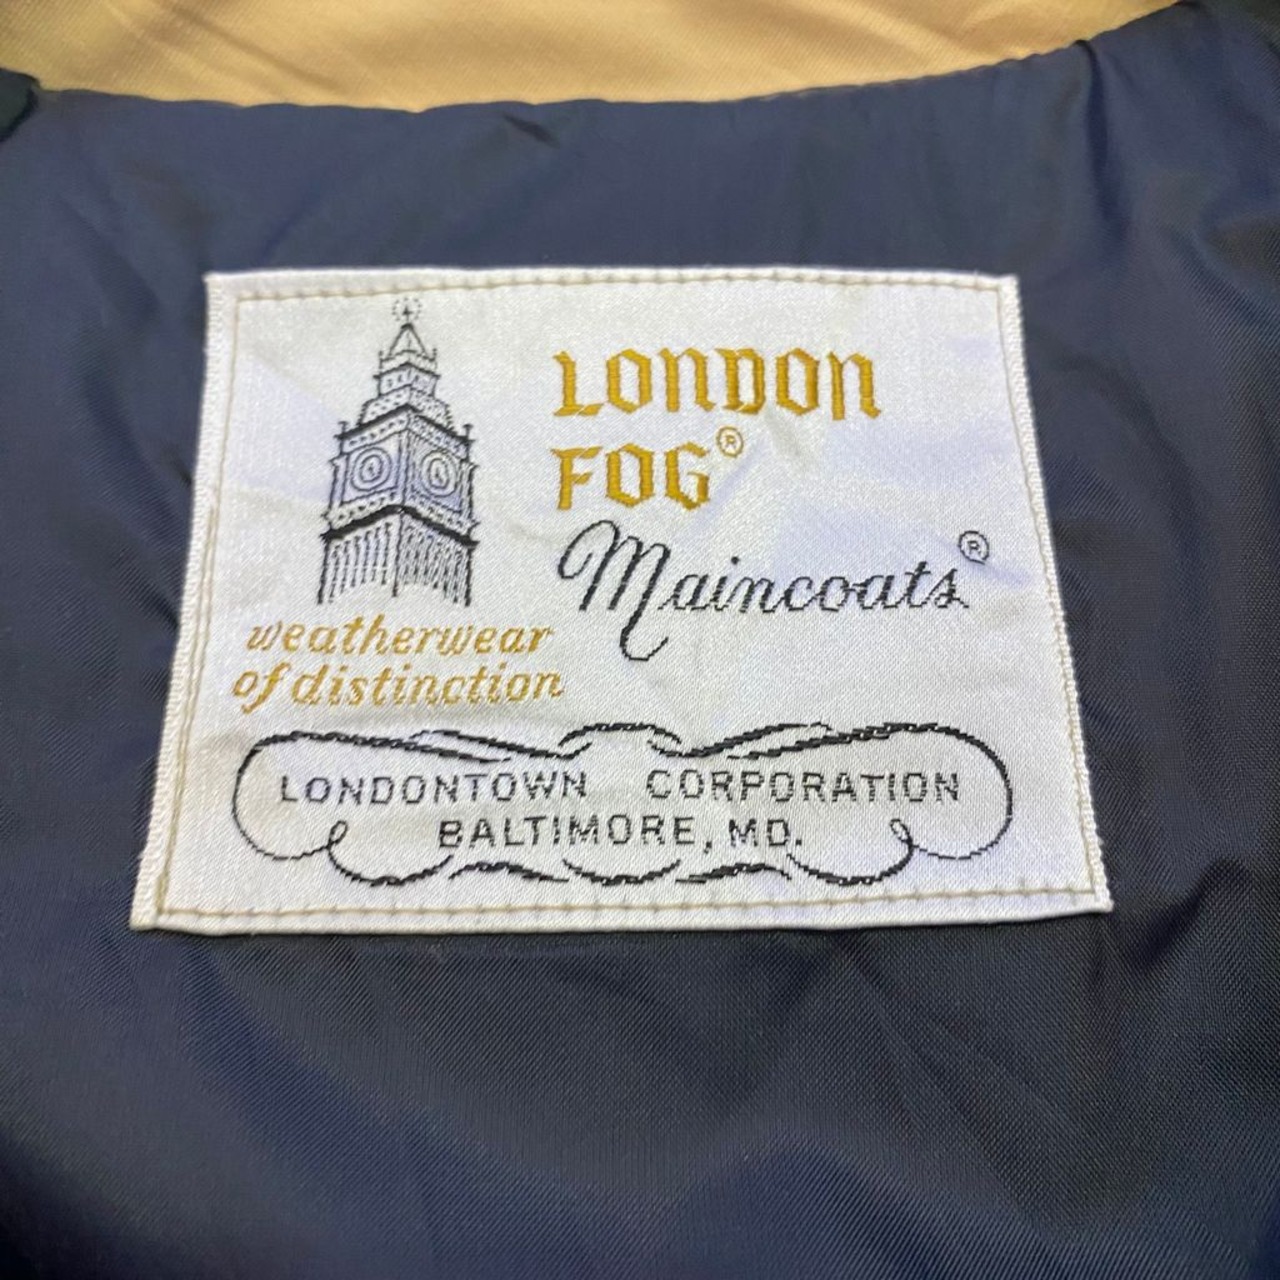 LONDON
FOG®
Maincoats®
weatherwear
of distinction
LONDONTOWN CORPORATION
BALTIMORE, MD.